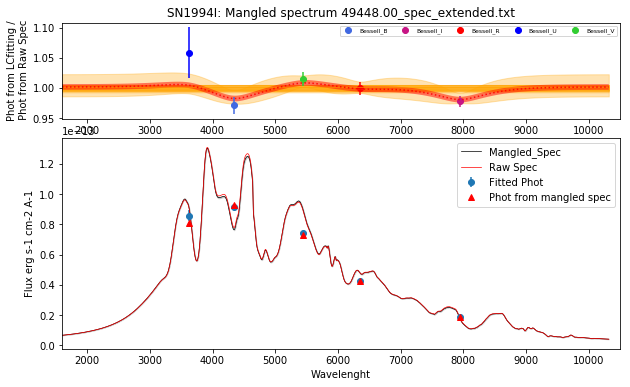 SN1994I: Mangled spectrum 49448.00_spec_extended.txt
Phot from LCfitting /
Phot from Raw Spec
1.10
1.05
1.00
0.95
Bessell_B
Bessell_I
Bessell_R
Bessell_U
Bessell_V
2000 3000 4000 5000 6000 7000 8000 9000 10000
1e-13
Flux erg s-1 cm-2 A-1
1.2
1.0
0.8
0.6
0.4
0.2
0.0
Mangled_Spec
Raw Spec
Fitted Phot
Phot from mangled spec
2000 3000 4000 5000 6000 7000 8000 9000 10000
Wavelenght